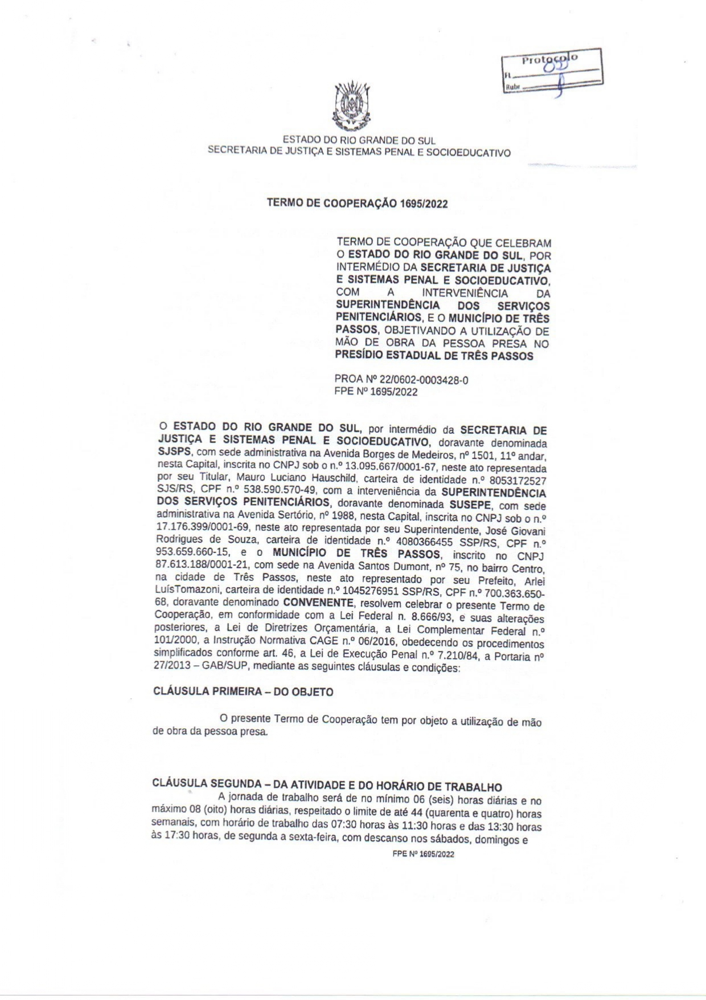 Protocolo
Fl.
Rubr
ESTADO DO RIO GRANDE DO SUL
SECRETARIA DE JUSTIÇA E SISTEMAS PENAL E SOCIOEDUCATIVO
TERMO DE COOPERAÇÃO 1695/2022
TERMO DE COOPERAÇÃO QUE CELEBRAM
O ESTADO DO RIO GRANDE DO SUL, POR
INTERMÉDIO DA SECRETARIA DE JUSTIÇA
E SISTEMAS PENAL E SOCIOEDUCATIVO,
COM A INTERVENIÊNCIA DA
SUPERINTENDÊNCIA DOS SERVIÇOS
PENITENCIÁRIOS, E O MUNICÍPIO DE TRÊS
PASSOS, OBJETIVANDO A UTILIZAÇÃO DE
MÃO DE OBRA DA PESSOA PRESA NO
PRESÍDIO ESTADUAL DE TRÊS PASSOS
PROA Nº 22/0602-0003428-0
FPE Nº 1695/2022
O ESTADO DO RIO GRANDE DO SUL, por intermédio da SECRETARIA DE
JUSTIÇA E SISTEMAS PENAL E SOCIOEDUCATIVO, doravante denominada
SJSPS, com sede administrativa na Avenida Borges de Medeiros, nº 1501, 11º andar,
nesta Capital, inscrita no CNPJ sob o n.º 13.095.667/0001-67, neste ato representada
por seu Titular, Mauro Luciano Hauschild, carteira de identidade n.º 8053172527
SJS/RS, CPF n.º 538.590.570-49, com a interveniência da SUPERINTENDÊNCIA
DOS SERVIÇOS PENITENCIÁRIOS, doravante denominada SUSEPE, com sede
administrativa na Avenida Sertório, nº 1988, nesta Capital, inscrita no CNPJ sob o n.º
17.176.399/0001-69, neste ato representada por seu Superintendente, José Giovani
Rodrigues de Souza, carteira de identidade n.º 4080366455 SSP/RS, CPF n.º
953.659.660-15, e o MUNICÍPIO DE TRÊS PASSOS, inscrito no CNPJ
87.613.188/0001-21, com sede na Avenida Santos Dumont, nº 75, no bairro Centro,
na cidade de Três Passos, neste ato representado por seu Prefeito, Arlei
LuísTomazoni, carteira de identidade n.º 1045276951 SSP/RS, CPF n.º 700.363.650-
68, doravante denominado CONVENENTE, resolvem celebrar o presente Termo de
Cooperação, em conformidade com a Lei Federal n. 8.666/93, e suas alterações
posteriores, a Lei de Diretrizes Orçamentária, a Lei Complementar Federal n.º
101/2000, a Instrução Normativa CAGE n.º 06/2016, obedecendo os procedimentos
simplificados conforme art. 46, a Lei de Execução Penal n.º 7.210/84, a Portaria nº
27/2013 – GAB/SUP, mediante as seguintes cláusulas e condições:
CLÁUSULA PRIMEIRA – DO OBJETO
O presente Termo de Cooperação tem por objeto a utilização de mão
de obra da pessoa presa.
CLÁUSULA SEGUNDA – DA ATIVIDADE E DO HORÁRIO DE TRABALHO
A jornada de trabalho será de no mínimo 06 (seis) horas diárias e no
máximo 08 (oito) horas diárias, respeitado o limite de até 44 (quarenta e quatro) horas
semanais, com horário de trabalho das 07:30 horas às 11:30 horas e das 13:30 horas
às 17:30 horas, de segunda a sexta-feira, com descanso nos sábados, domingos e
FPE Nº 1695/2022